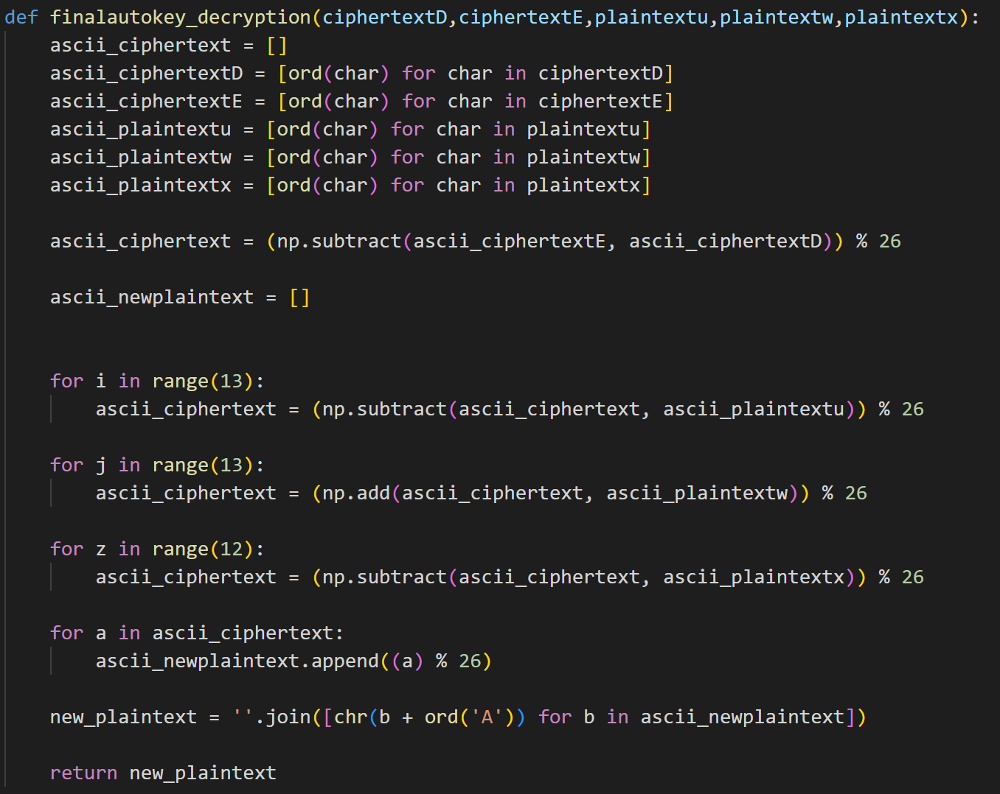 def finalautokey_decryption(ciphertextD,ciphertextE,plaintextu,plaintextw,plaintextx):
    ascii_ciphertext = []
    ascii_ciphertextD = [ord(char) for char in ciphertextD]
    ascii_ciphertextE = [ord(char) for char in ciphertextE]
    ascii_plaintextu = [ord(char) for char in plaintextu]
    ascii_plaintextw = [ord(char) for char in plaintextw]
    ascii_plaintextx = [ord(char) for char in plaintextx]

    ascii_ciphertext = (np.subtract(ascii_ciphertextE, ascii_ciphertextD)) % 26

    ascii_newplaintext = []

    for i in range(13):
        ascii_ciphertext = (np.subtract(ascii_ciphertext, ascii_plaintextu)) % 26

    for j in range(13):
        ascii_ciphertext = (np.add(ascii_ciphertext, ascii_plaintextw)) % 26

    for z in range(12):
        ascii_ciphertext = (np.subtract(ascii_ciphertext, ascii_plaintextx)) % 26

    for a in ascii_ciphertext:
        ascii_newplaintext.append((a) % 26)

    new_plaintext = ''.join([chr(b + ord('A')) for b in ascii_newplaintext])

    return new_plaintext